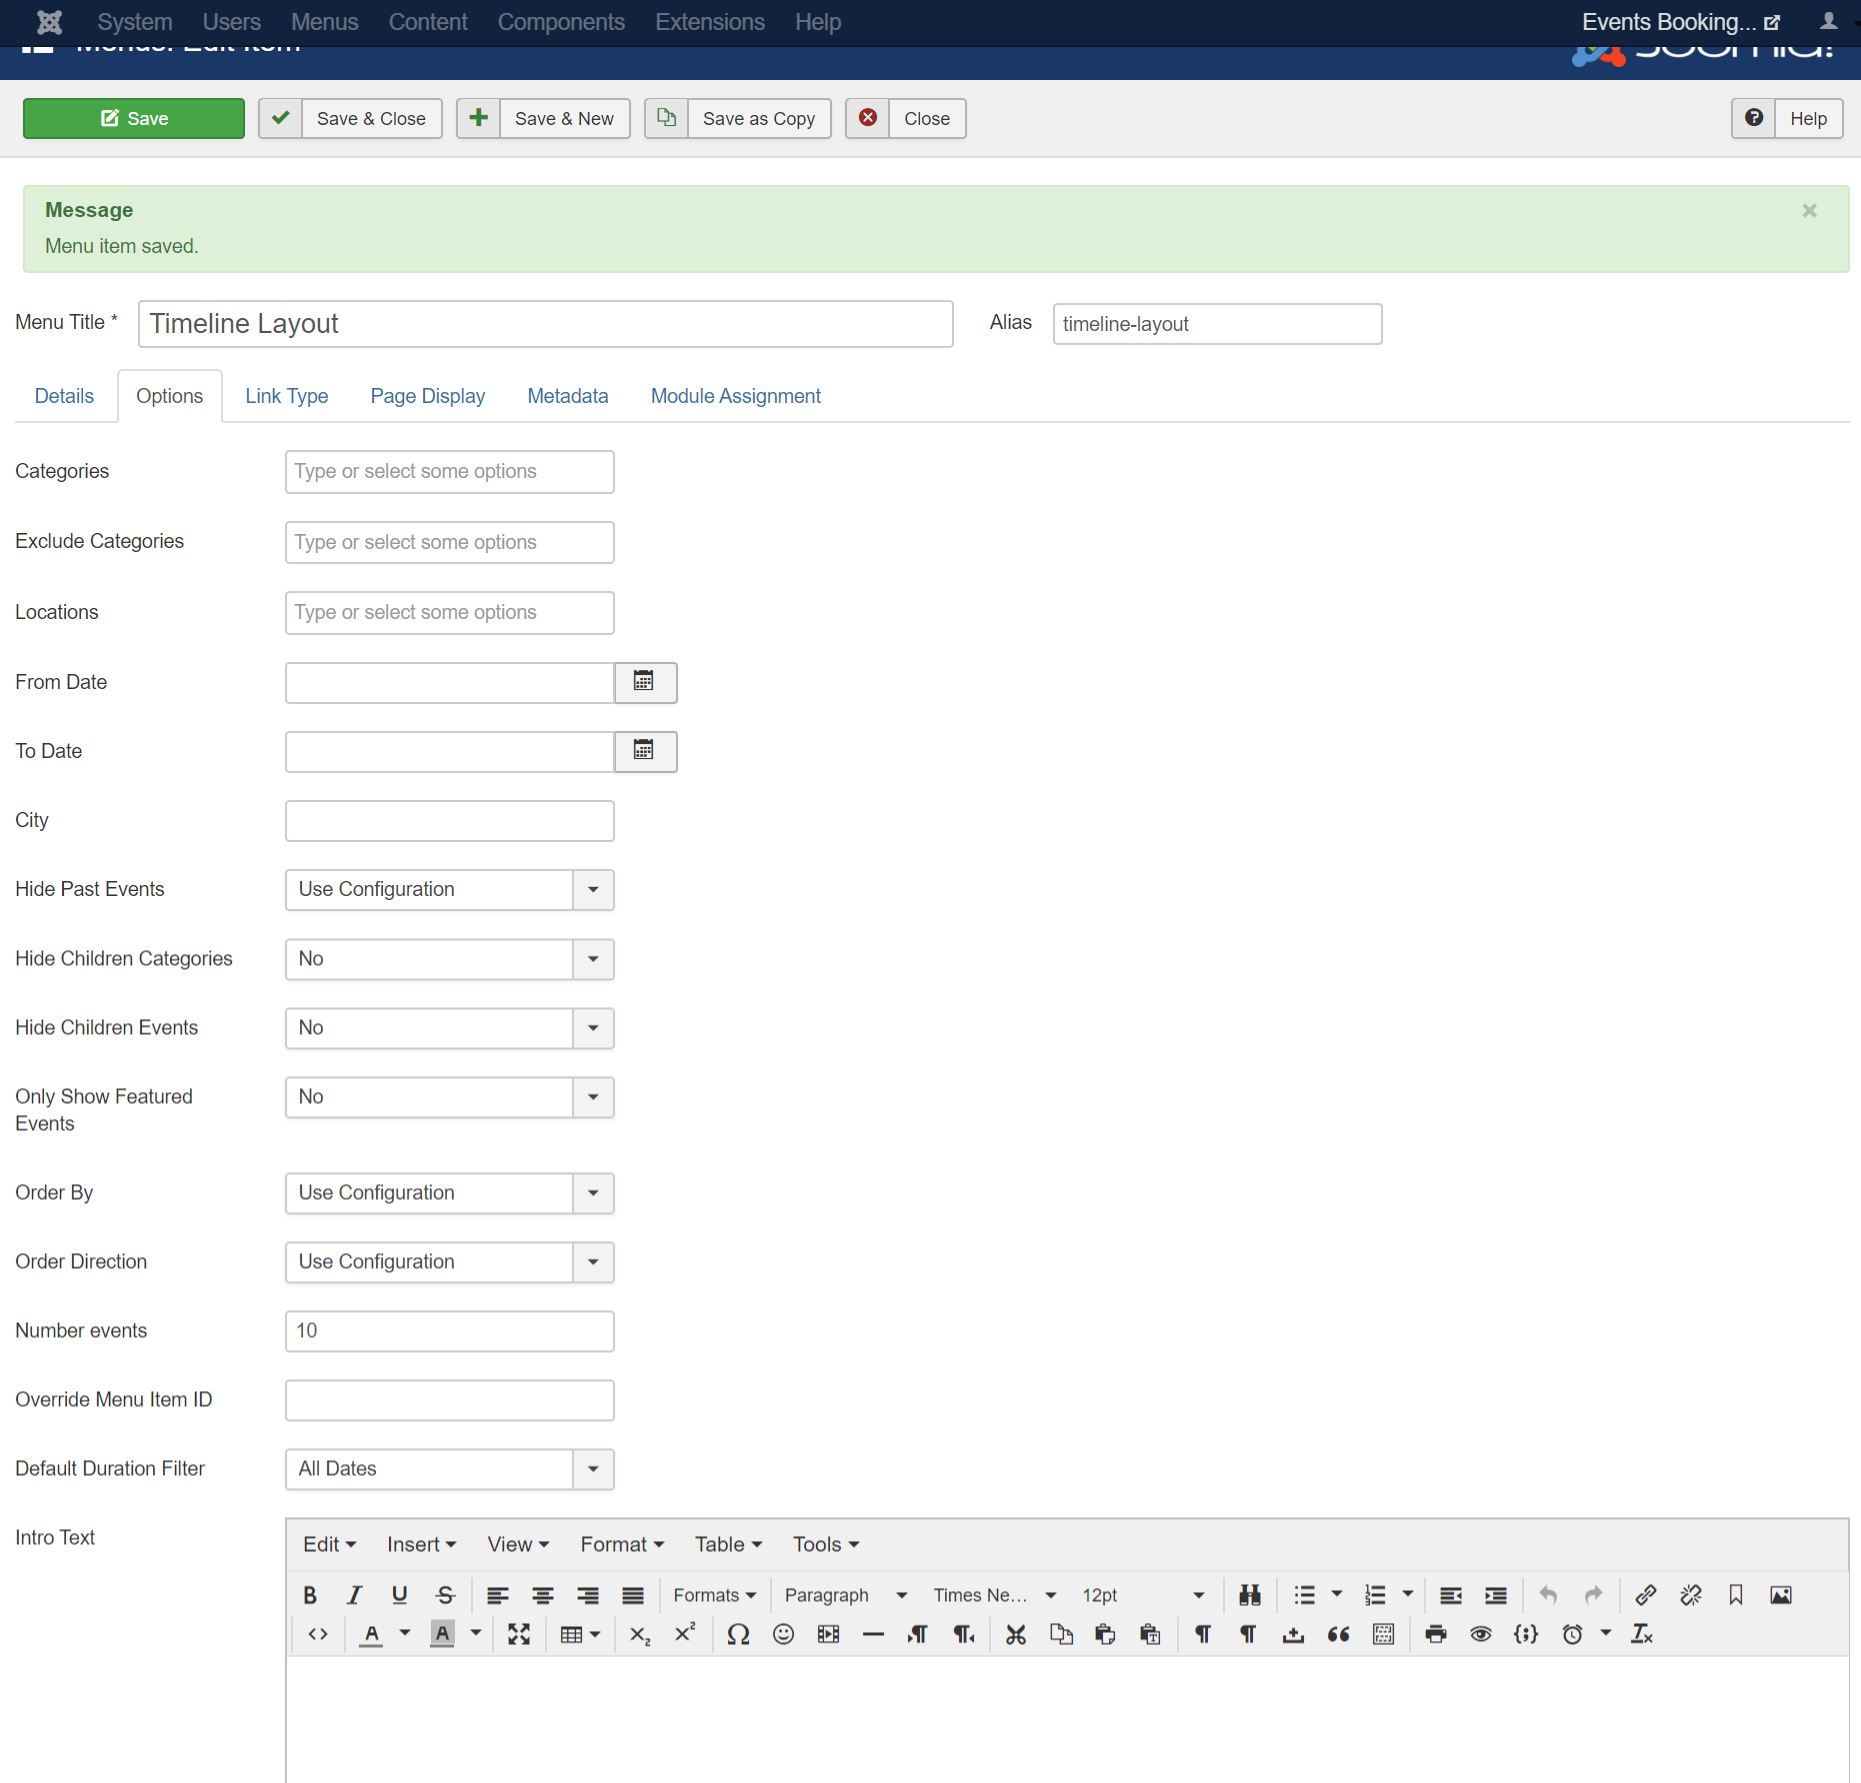 System Users Menus Content Components Extensions Help Events Booking...
Menus: Edit Item Joomla!
Save Save & Close Save & New Save as Copy Close Help
Message
Menu item saved.
Menu Title * Timeline Layout Alias timeline-layout
Details Options Link Type Page Display Metadata Module Assignment
Categories Type or select some options
Exclude Categories Type or select some options
Locations Type or select some options
From Date
To Date
City
Hide Past Events Use Configuration
Hide Children Categories No
Hide Children Events No
Only Show Featured Events No
Order By Use Configuration
Order Direction Use Configuration
Number events 10
Override Menu Item ID
Default Duration Filter All Dates
Intro Text Edit Insert View Format Table Tools
Formats Paragraph Times Ne... 12pt